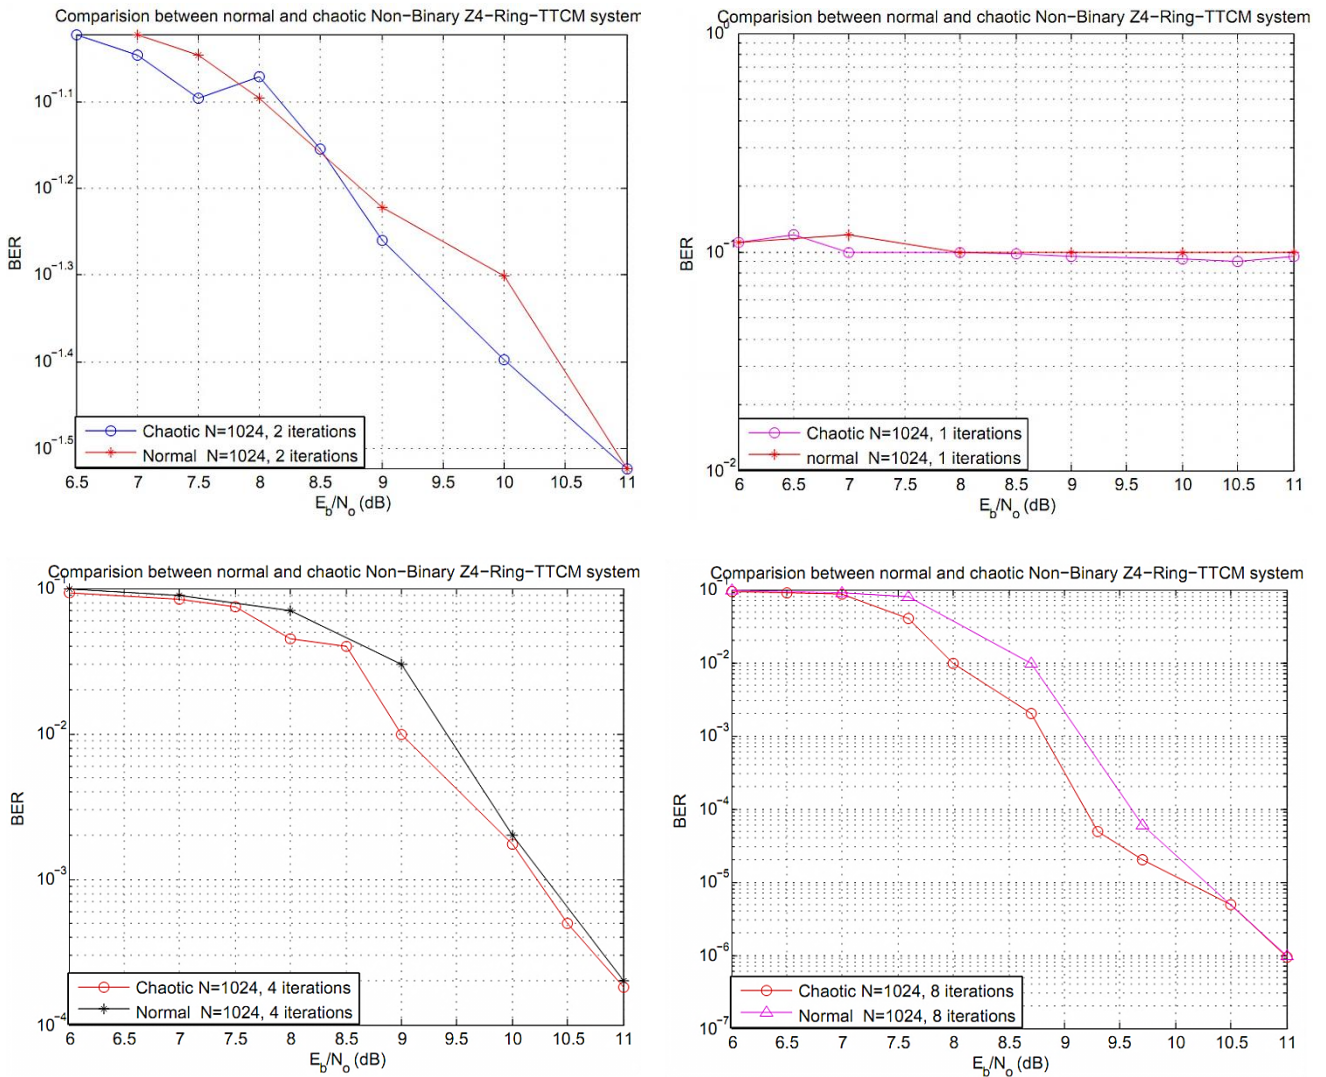 Comparision between normal and chaotic Non-Binary Z4-Ring-TTCM system
10^-1.1
10^-1.2
10^-1.3
10^-1.4
10^-1.5
BER
Chaotic N=1024, 2 iterations
Normal N=1024, 2 iterations
6.5 7 7.5 8 8.5 9 9.5 10 10.5 11
E_b/N_o (dB)
Comparision between normal and chaotic Non-Binary Z4-Ring-TTCM system
10^0
10^-1
10^-2
BER
Chaotic N=1024, 1 iterations
normal N=1024, 1 iterations
6 6.5 7 7.5 8 8.5 9 9.5 10 10.5 11
E_b/N_o (dB)
Comparision between normal and chaotic Non-Binary Z4-Ring-TTCM system
10^-1
10^-2
10^-3
10^-4
BER
Chaotic N=1024, 4 iterations
Normal N=1024, 4 iterations
6 6.5 7 7.5 8 8.5 9 9.5 10 10.5 11
E_b/N_o (dB)
Comparision between normal and chaotic Non-Binary Z4-Ring-TTCM system
10^-1
10^-2
10^-3
10^-4
10^-5
10^-6
10^-7
BER
Chaotic N=1024, 8 iterations
Normal N=1024, 8 iterations
6 6.5 7 7.5 8 8.5 9 9.5 10 10.5 11
E_b/N_o (dB)